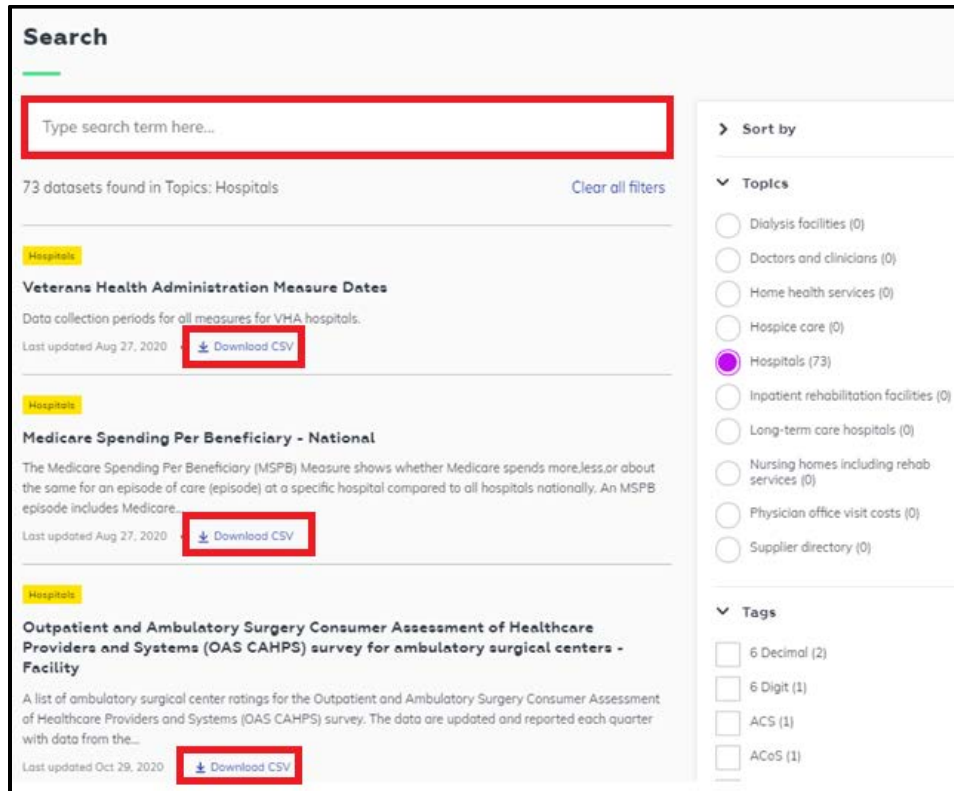 Search
Type search term here...
73 datasets found in Topics: Hospitals
Clear all filters
Hospitals
Veterans Health Administration Measure Dates
Data collection periods for all measures for VHA hospitals.
Last updated Aug 27, 2020
Download CSV
Hospitals
Medicare Spending Per Beneficiary - National
The Medicare Spending Per Beneficiary (MSPB) Measure shows whether Medicare spends more,less,or about
the same for an episode of care (episode) at a specific hospital compared to all hospitals nationally. An MSPB
episode includes Medicare...
Last updated Aug 27, 2020
Download CSV
Hospitals
Outpatient and Ambulatory Surgery Consumer Assessment of Healthcare
Providers and Systems (OAS CAHPS) survey for ambulatory surgical centers -
Facility
A list of ambulatory surgical center ratings for the Outpatient and Ambulatory Surgery Consumer Assessment
of Healthcare Providers and Systems (OAS CAHPS) survey. The data are updated and reported each quarter
with data from the...
Last updated Oct 29, 2020
Download CSV
Sort by
Topics
Dialysis facilities (0)
Doctors and clinicians (0)
Home health services (0)
Hospice care (0)
Hospitals (73)
Inpatient rehabilitation facilities (0)
Long-term care hospitals (0)
Nursing homes including rehab
services (0)
Physician office visit costs (0)
Supplier directory (0)
Tags
6 Decimal (2)
6 Digit (1)
ACS (1)
ACoS (1)